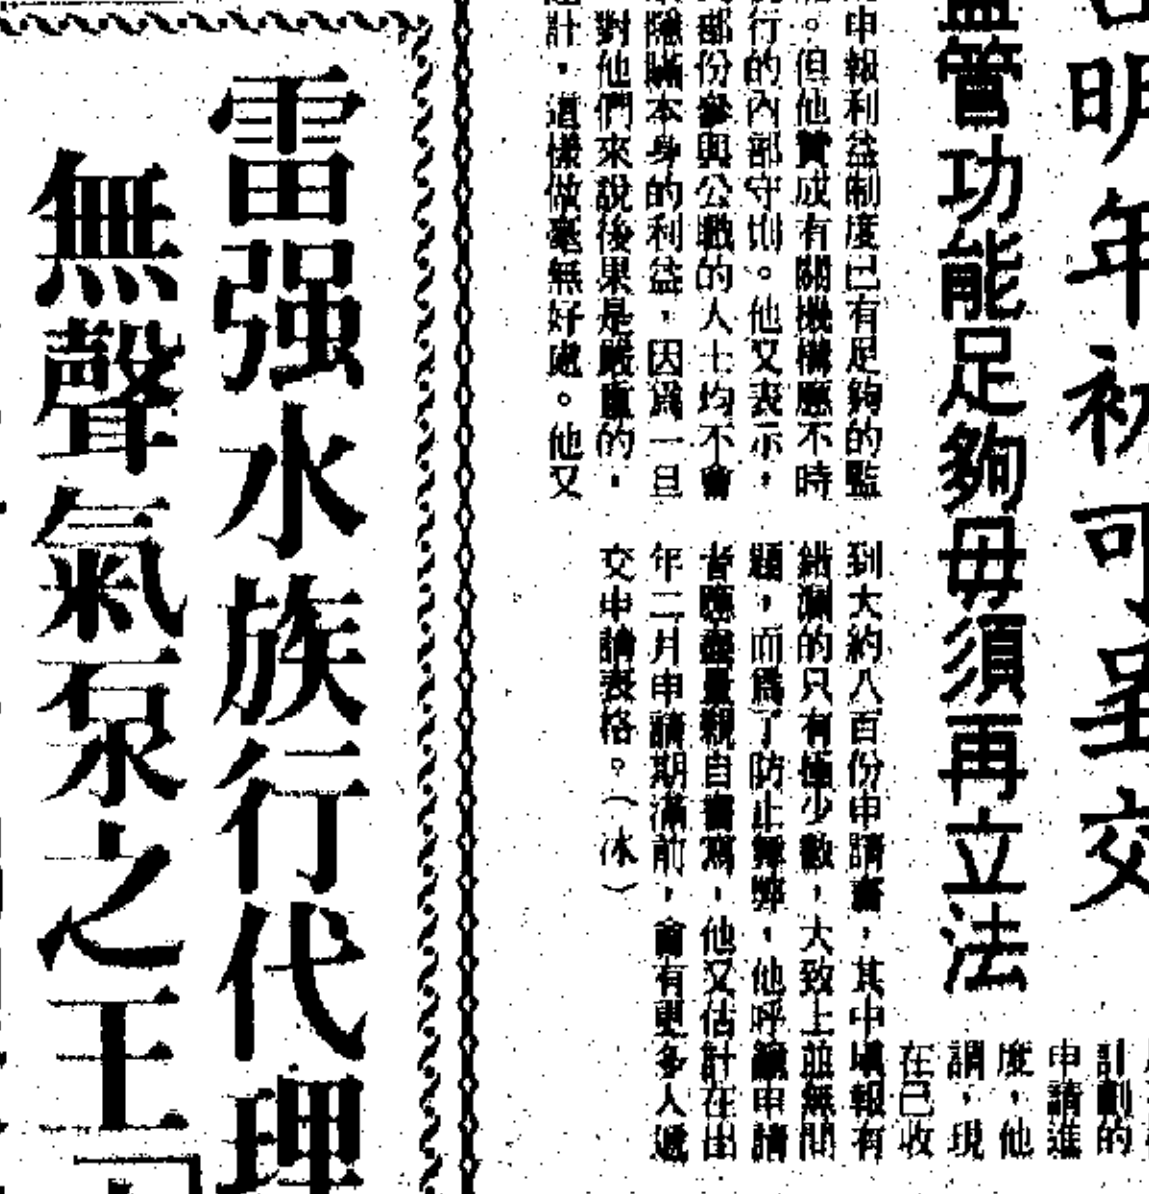 明年初可呈交
監管功能足夠毋須再立法
計劃的
申請進
度，他
調，現
在已收
到大約八百份申請書，其中填報有
錯漏的只有極少數，大致上並無問
題，而為了防止舞弊，他呼籲申請
者應盡量親自書寫，他又估計在由
年二月申請期滿前，會有更多人遞
交申請表格。（冰）
申報利益制度已有足夠的監
。但他贊成有關機構應不時
行的內部守則。他又表示，
部份參與公職的人士均不會
隱瞞本身的利益，因爲一旦
對他們來說後果是嚴重的，
計，這樣做毫無好處。他又
雷强水族行代理
無聲氣泵之王